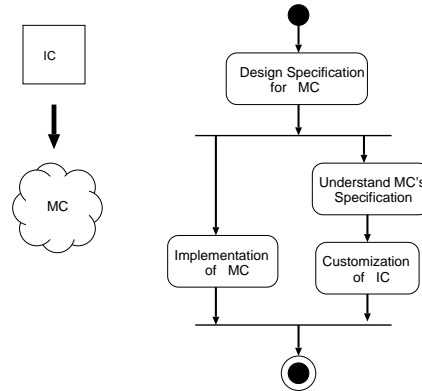 IC
MC
Design Specification
for MC
Understand MC's
Specification
Implementation
of MC
Customization
of IC